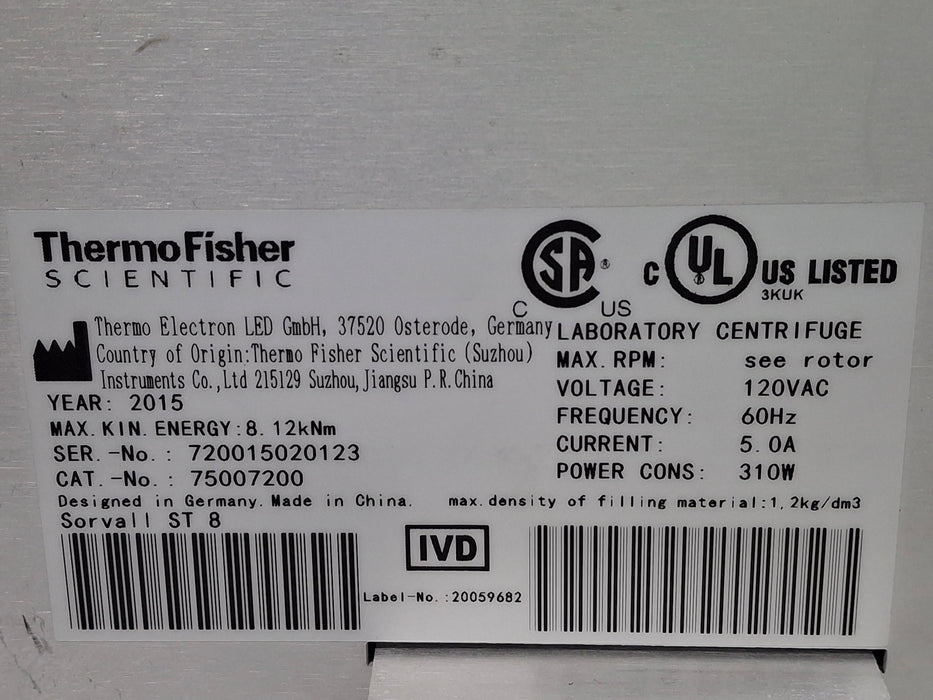 ThermoFisher
SCIENTIFIC
CSA®
C US
C UL US LISTED
3KUK
Thermo Electron LED GmbH, 37520 Osterode, Germany
Country of Origin:Thermo Fisher Scientific (Suzhou)
Instruments Co.,Ltd 215129 Suzhou,Jiangsu P.R.China
YEAR: 2015
MAX. KIN. ENERGY:8.12kNm
SER.-No.: 720015020123
CAT.-No.: 75007200
LABORATORY CENTRIFUGE
MAX. RPM: see rotor
VOLTAGE: 120VAC
FREQUENCY: 60Hz
CURRENT: 5.0A
POWER CONS: 310W
Designed in Germany.Made in China. max.density of filling material:1,2kg/dm3
Sorvall ST 8
IVD
Label-No.:20059682